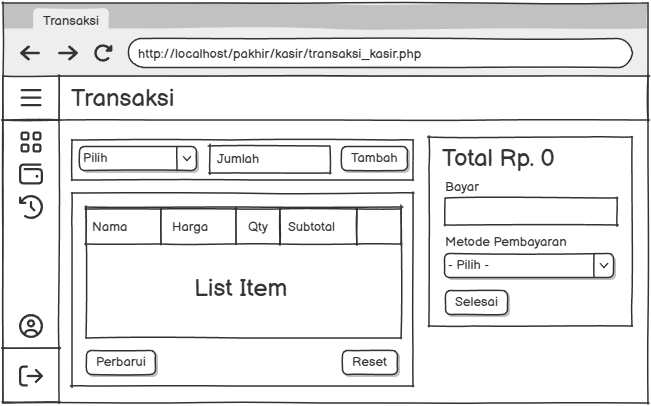 Transaksi
http://localhost/pakhir/kasir/transaksi_kasir.php
Transaksi
Pilih
Jumlah
Tambah
Nama Harga Qty Subtotal
List Item
Perbarui
Reset
Total Rp. 0
Bayar
Metode Pembayaran
- Pilih -
Selesai